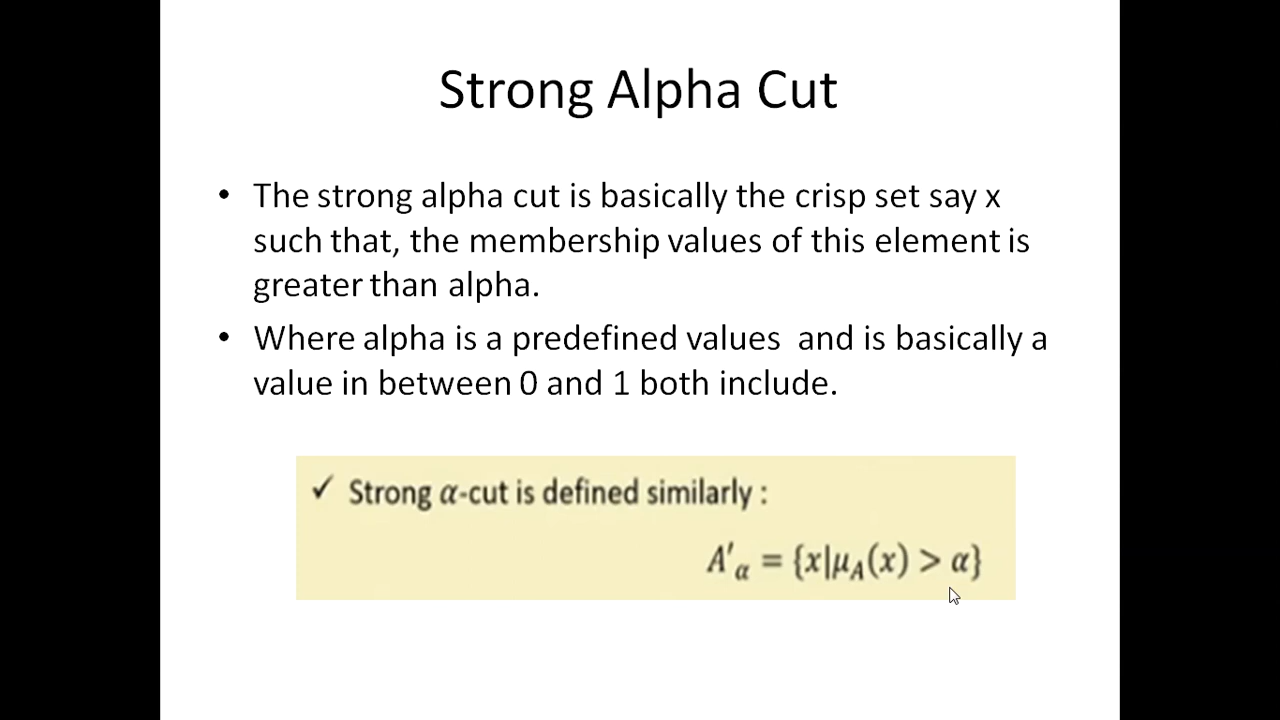 Strong Alpha Cut
• The strong alpha cut is basically the crisp set say x
such that, the membership values of this element is
greater than alpha.
• Where alpha is a predefined values  and is basically a
value in between 0 and 1 both include.
✓ Strong α-cut is defined similarly :
A′α = {x|μA(x) > α}